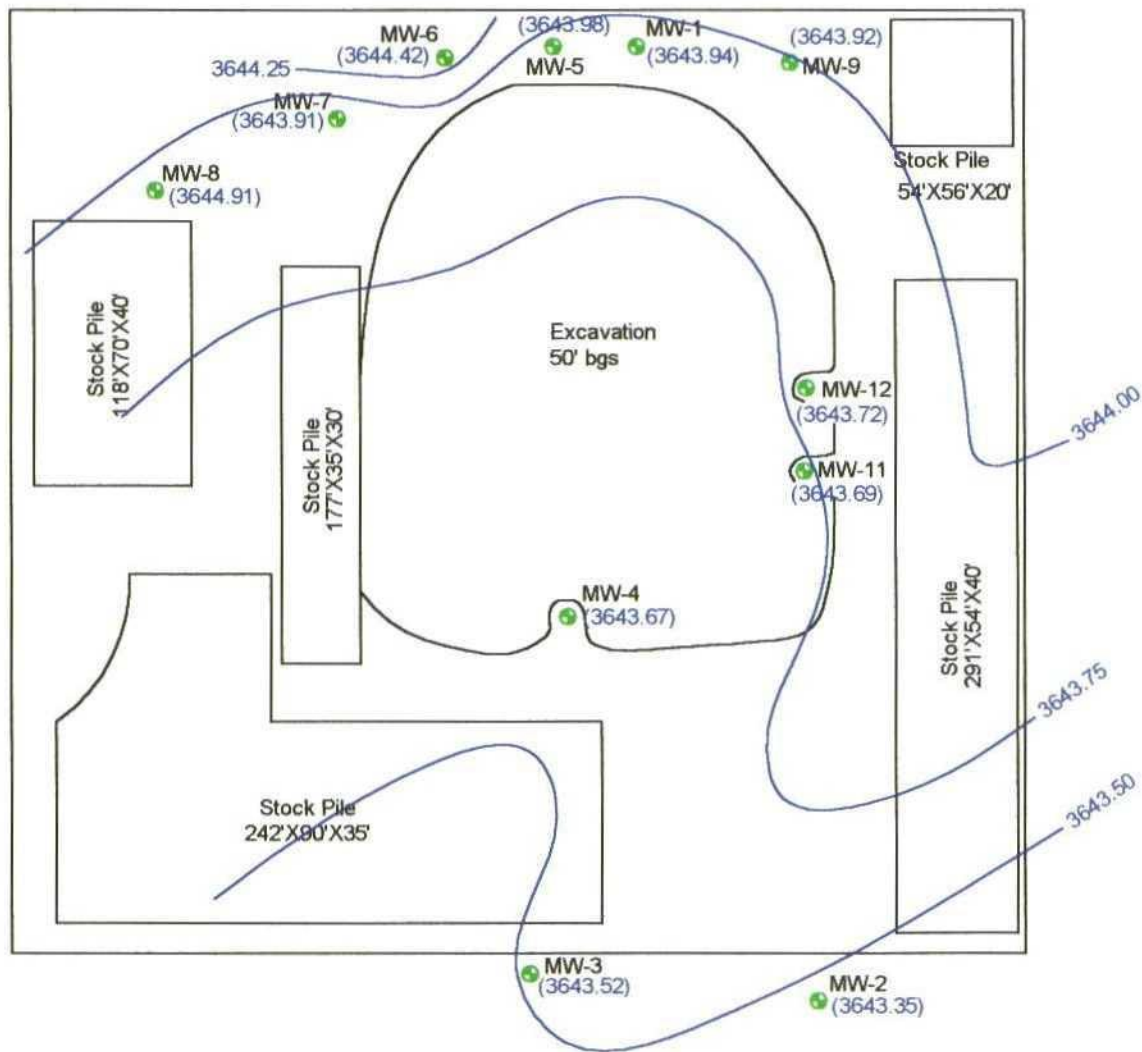 (3643.98)
MW-6
(3644.42)
MW-5
MW-1
(3643.94)
(3643.92)
MW-9
3644.25
MW-7
(3643.91)
MW-8
(3644.91)
Stock Pile
54'X56'X20'
Stock Pile
118'X70'X40'
Excavation
50' bgs
MW-12
(3643.72)
3644.00
Stock Pile
177'X35'X30'
MW-11
(3643.69)
MW-4
(3643.67)
Stock Pile
291'X54'X40'
3643.75
3643.50
Stock Pile
242'X90'X35'
MW-3
(3643.52)
MW-2
(3643.35)